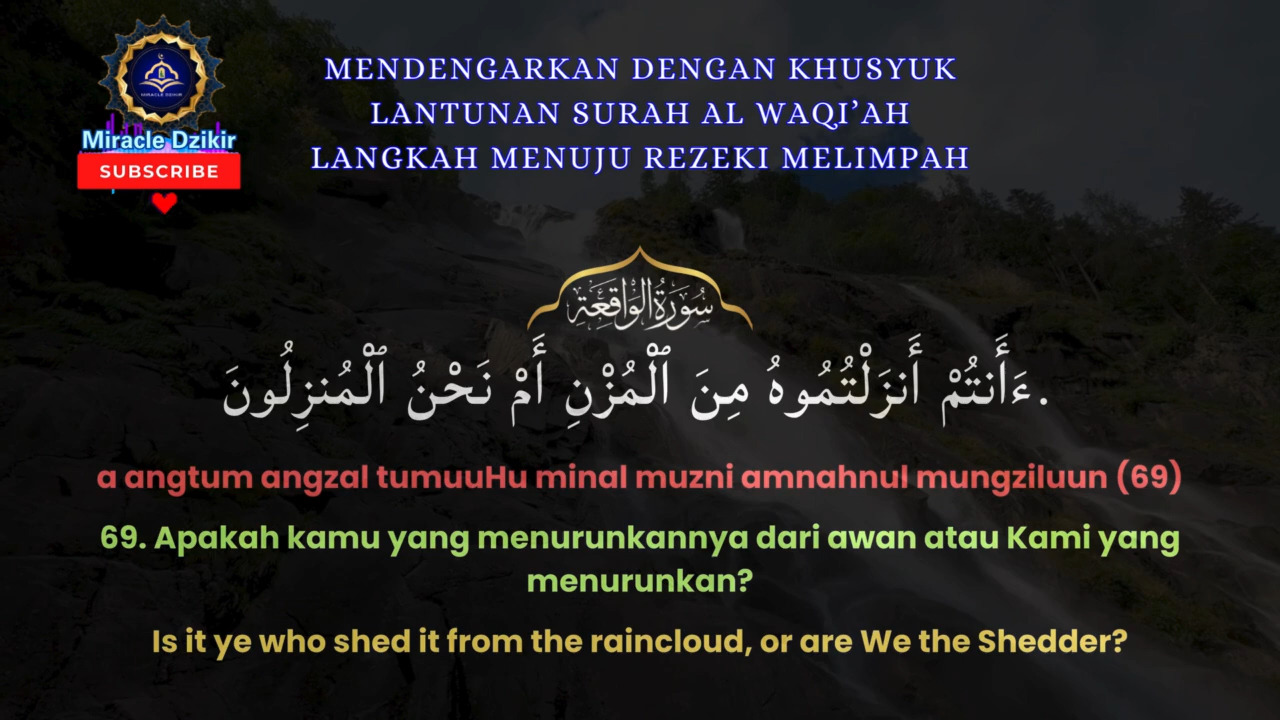 MIRACLE DZIKIR
Miracle Dzikir
SUBSCRIBE
MENDENGARKAN DENGAN KHUSYUK
LANTUNAN SURAH AL WAQI’AH
LANGKAH MENUJU REZEKI MELIMPAH
سُورَةُ الْوَاقِعَةِ
ءَأَنتُمْ أَنزَلْتُمُوهُ مِنَ ٱلْمُزْنِ أَمْ نَحْنُ ٱلْمُنزِلُونَ.
a angtum angzal tumuuHu minal muzni amnahnul mungziluun (69)
69. Apakah kamu yang menurunkannya dari awan atau Kami yang
menurunkan?
Is it ye who shed it from the raincloud, or are We the Shedder?